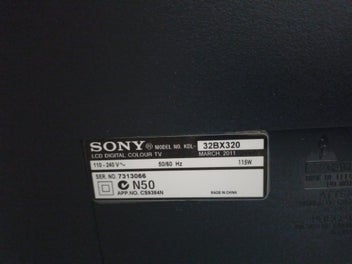 SONY® MODEL NO. KDL- 32BX320
LCD DIGITAL COLOUR TV MARCH 2011
110 - 240 V~ 50/60 Hz 115W
SER. NO. 7313066
N50
APP.NO. CS9384N MADE IN CHINA